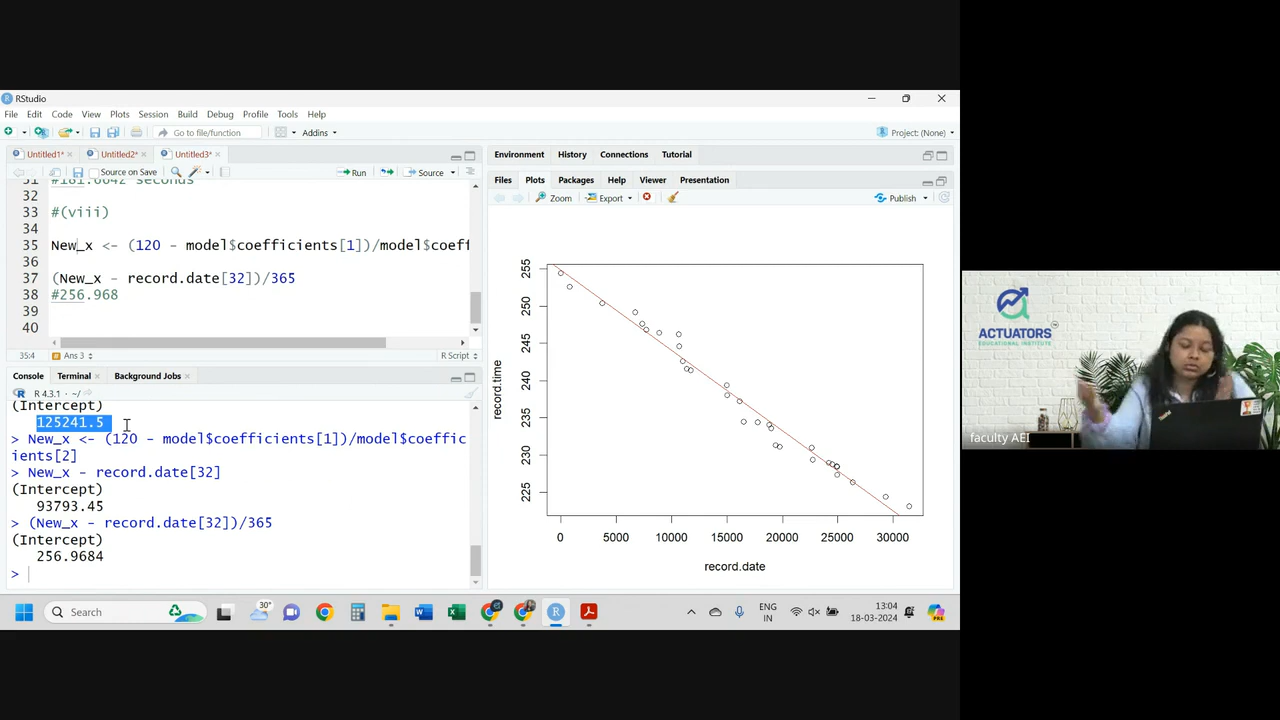 RStudio
File Edit Code View Plots Session Build Debug Profile Tools Help
Go to file/function Addins Project: (None)
Untitled1* Untitled2* Untitled3*
Source on Save Run Source
31 #181.6642 seconds
32
33 #(viii)
34
35 New_x <- (120 - model$coefficients[1])/model$coeff
36
37 (New_x - record.date[32])/365
38 #256.968
39
40
35:4 Ans 3 R Script
Console Terminal Background Jobs
R 4.3.1 · ~/
(Intercept)
125241.5
> New_x <- (120 - model$coefficients[1])/model$coeffic
ients[2]
> New_x - record.date[32]
(Intercept)
93793.45
> (New_x - record.date[32])/365
(Intercept)
256.9684
>
Environment History Connections Tutorial
Files Plots Packages Help Viewer Presentation
Zoom Export Publish
record.time
255
250
245
240
235
230
225
0 5000 10000 15000 20000 25000 30000
record.date
ACTUATORS
EDUCATIONAL INSTITUTE
TM
faculty AEI
Search
30°
ENG
IN
13:04
18-03-2024